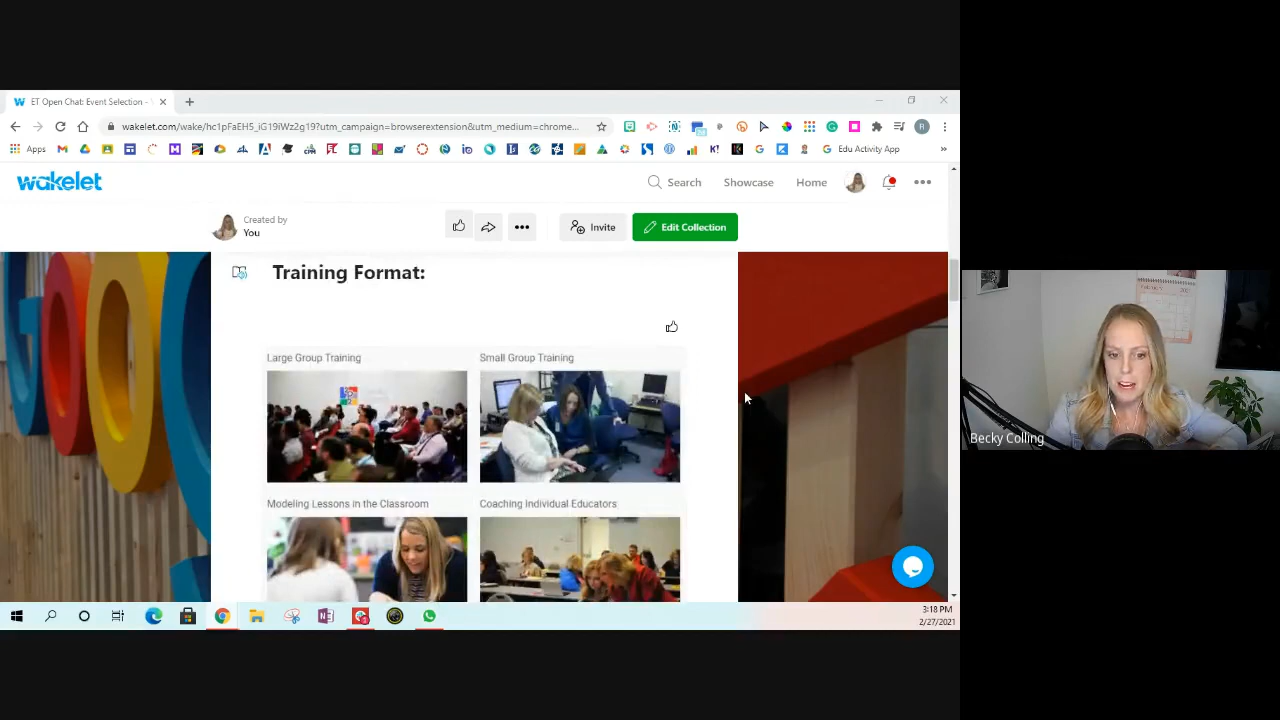 ET Open Chat: Event Selection -
wakelet.com/wake/hc1pFaEH5_iG19iWz2g19?utm_campaign=browserextension&utm_medium=chrome...
Apps
Edu Activity App
wakelet
Search
Showcase
Home
Created by
You
Invite
Edit Collection
Training Format:
Large Group Training
Small Group Training
Modeling Lessons in the Classroom
Coaching Individual Educators
Becky Colling
3:18 PM
2/27/2021